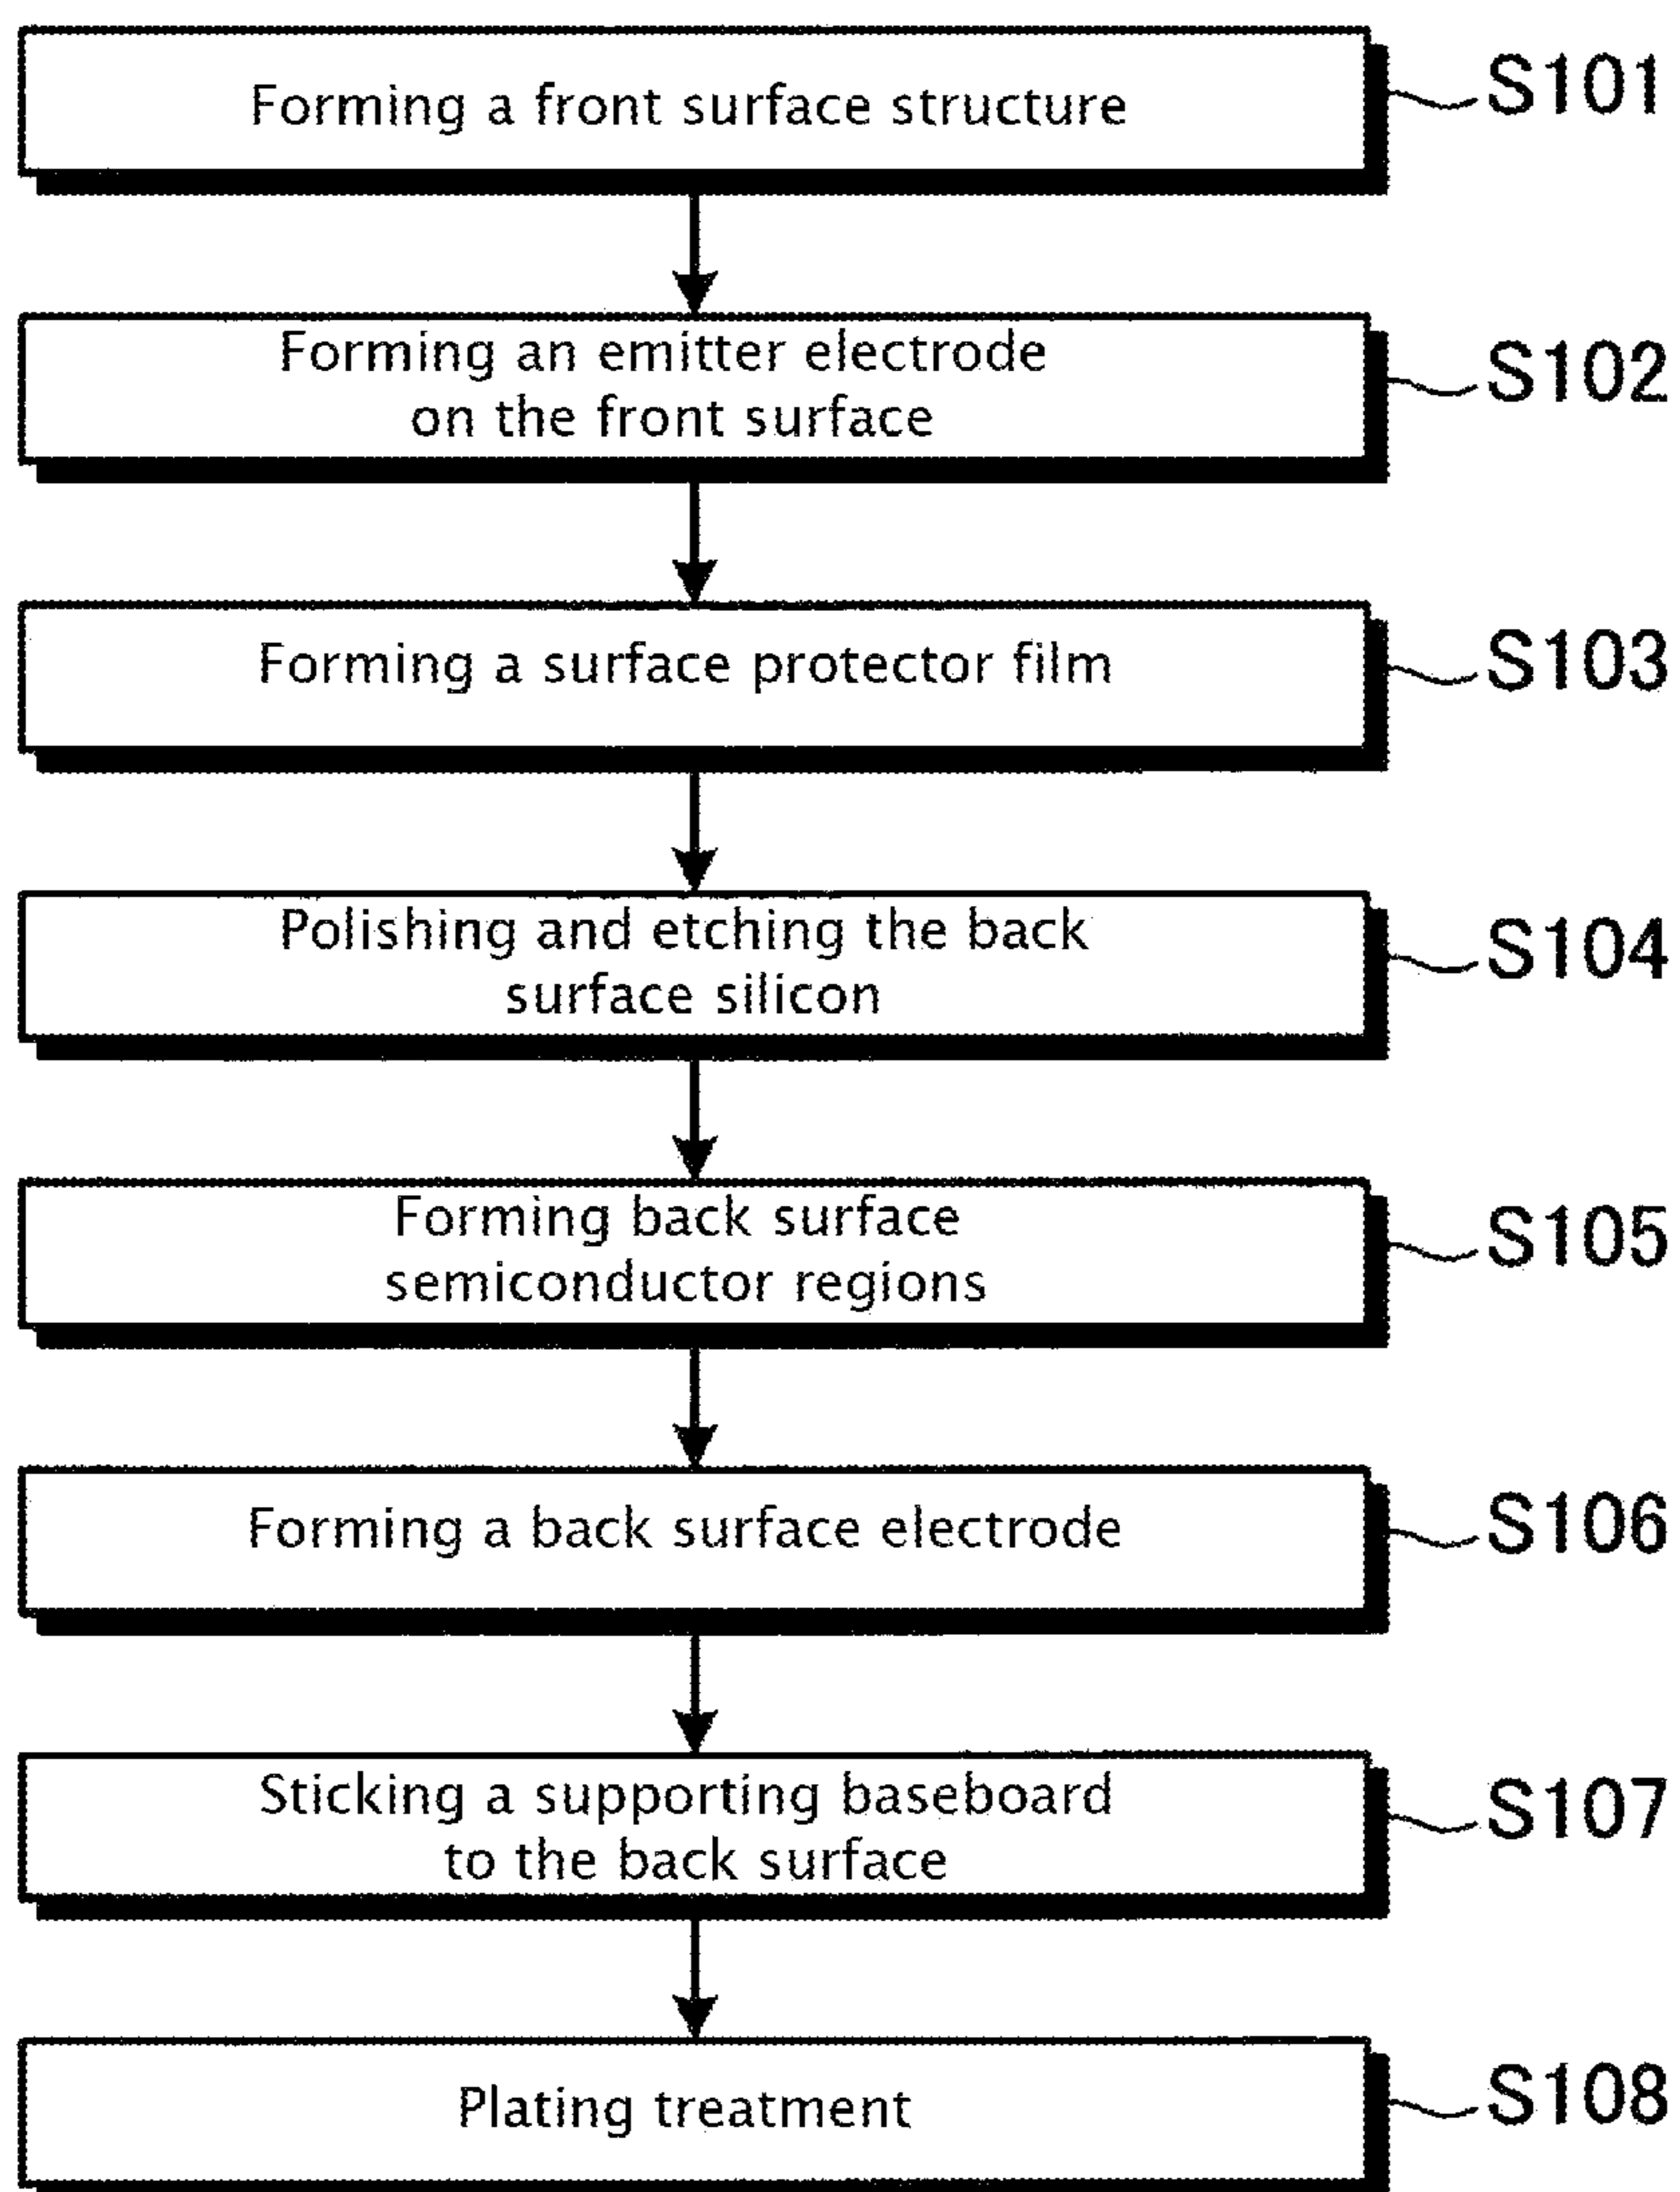 Forming a front surface structure
S101
Forming an emitter electrode
on the front surface
S102
Forming a surface protector film
S103
Polishing and etching the back
surface silicon
S104
Forming back surface
semiconductor regions
S105
Forming a back surface electrode
S106
Sticking a supporting baseboard
to the back surface
S107
Plating treatment
S108